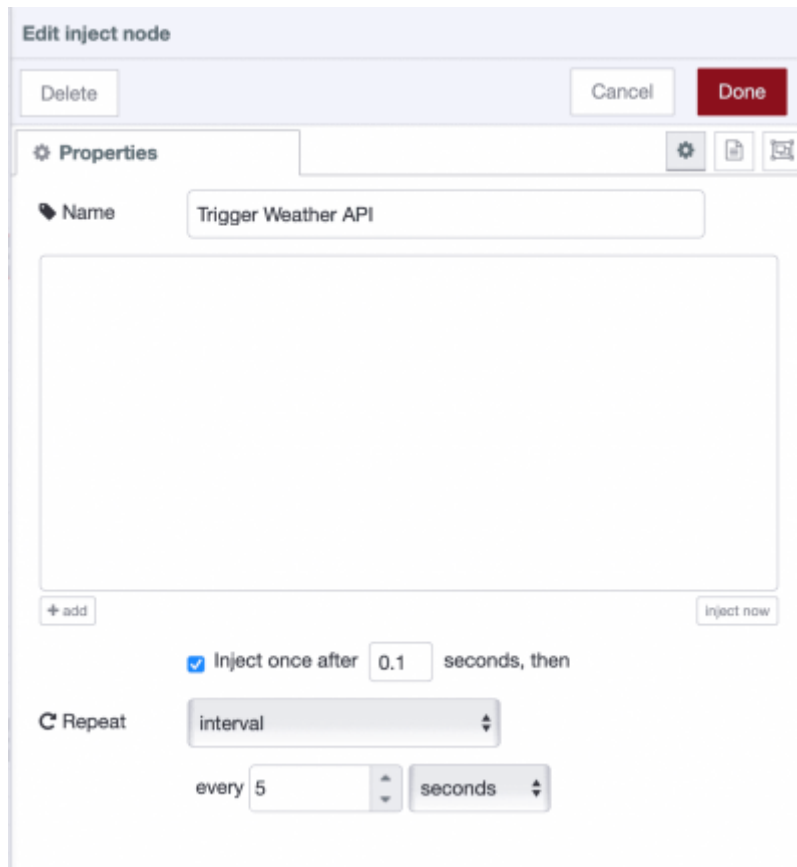 Edit inject node
Delete
Cancel
Done
Properties
Name
Trigger Weather API
+ add
inject now
Inject once after 0.1 seconds, then
Repeat
interval
every 5 seconds